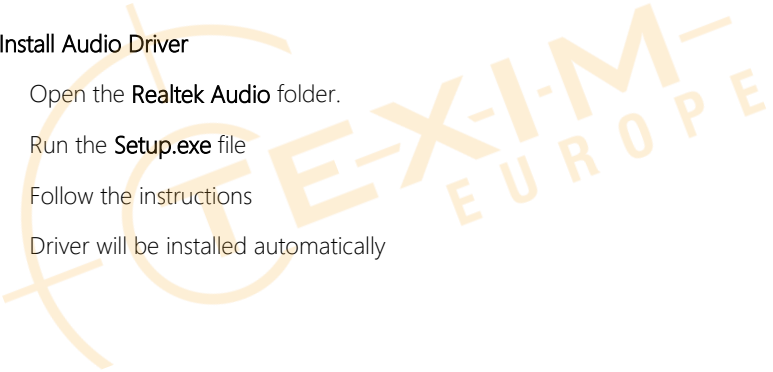 Install Audio Driver
Open the Realtek Audio folder.
Run the Setup.exe file
Follow the instructions
Driver will be installed automatically
TEXIM
EUROPE